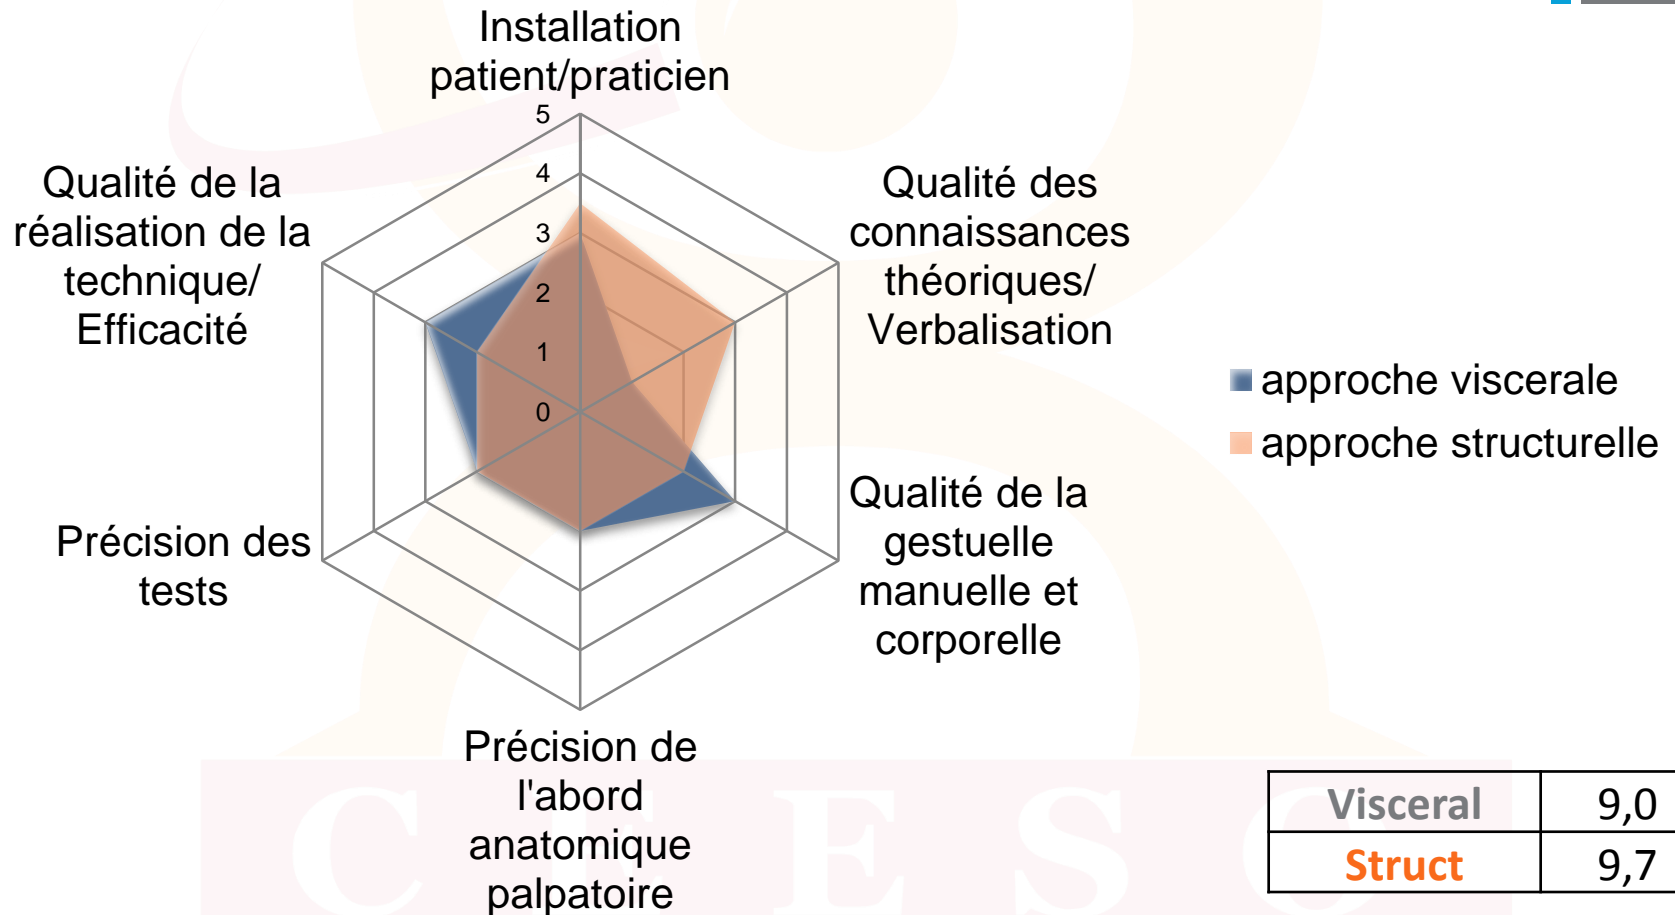 Installation
patient/praticien
5
4
3
2
1
0
Qualité des
connaissances
théoriques/
Verbalisation
Qualité de la
gestuelle
manuelle et
corporelle
Précision de
l'abord
anatomique
palpatoire
Précision des
tests
Qualité de la
réalisation de la
technique/
Efficacité
approche viscerale
approche structurelle
Visceral 9,0
Struct 9,7
C E E S O